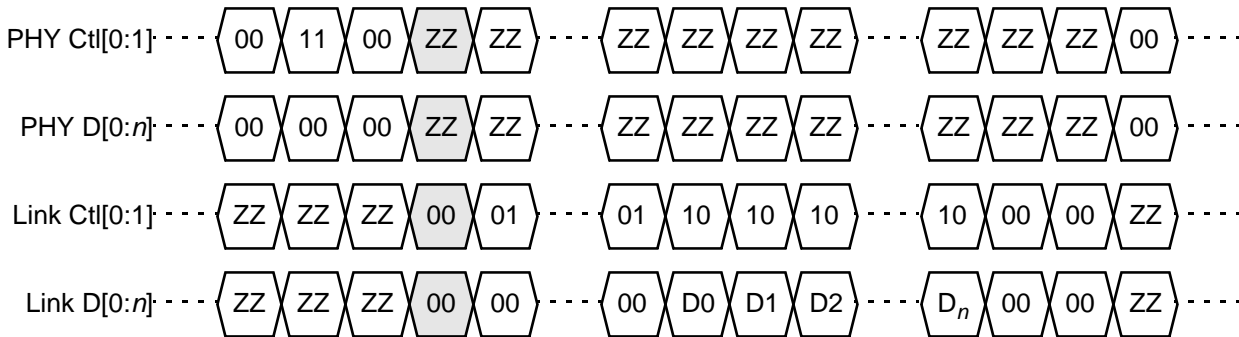 PHY Ctl[0:1] 00 11 00 ZZ ZZ ZZ ZZ ZZ ZZ ZZ ZZ ZZ 00
PHY D[0:n] 00 00 00 ZZ ZZ ZZ ZZ ZZ ZZ ZZ ZZ ZZ 00
Link Ctl[0:1] ZZ ZZ ZZ 00 01 01 10 10 10 10 00 00 ZZ
Link D[0:n] ZZ ZZ ZZ 00 00 00 D0 D1 D2 Dn 00 00 ZZ